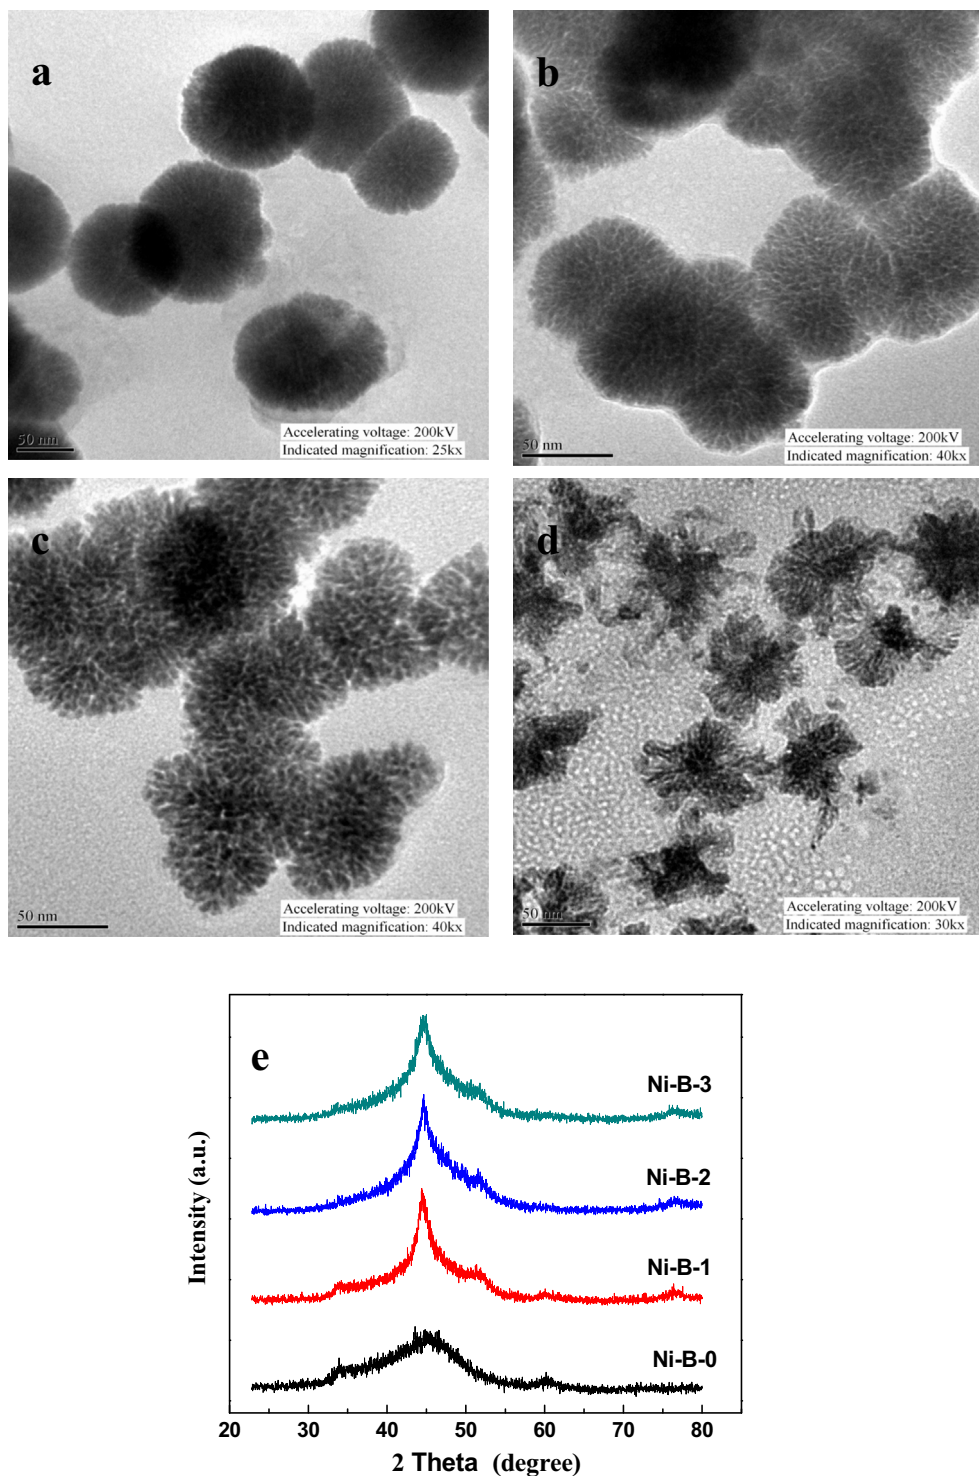 a
50 nm
Accelerating voltage: 200kV
Indicated magnification: 25kx
b
50 nm
Accelerating voltage: 200kV
Indicated magnification: 40kx
c
50 nm
Accelerating voltage: 200kV
Indicated magnification: 40kx
d
50 nm
Accelerating voltage: 200kV
Indicated magnification: 30kx
e
Ni-B-3
Ni-B-2
Ni-B-1
Ni-B-0
Intensity (a.u.)
20 30 40 50 60 70 80
2 Theta (degree)